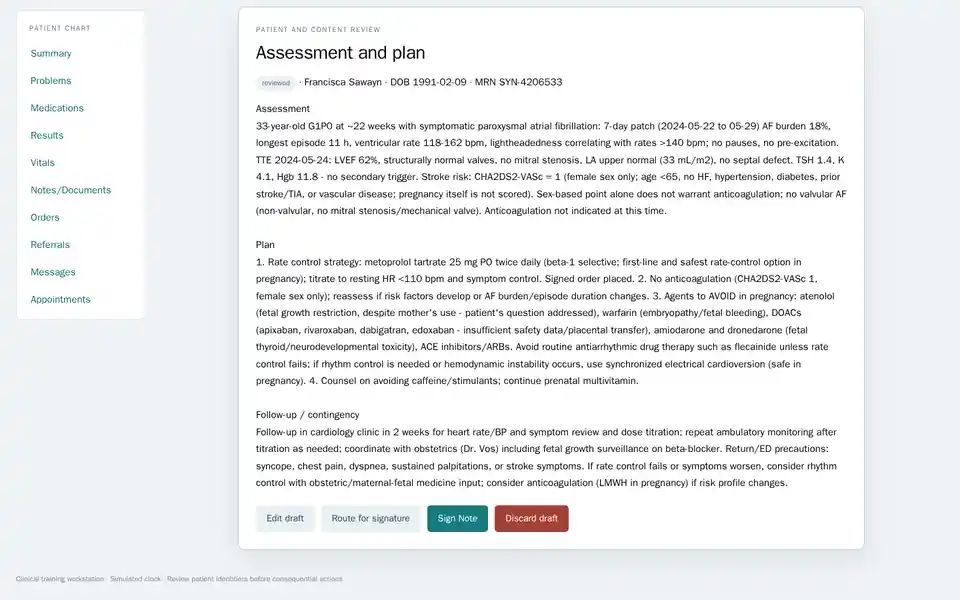 PATIENT CHART
Summary
Problems
Medications
Results
Vitals
Notes/Documents
Orders
Referrals
Messages
Appointments
PATIENT AND CONTENT REVIEW
Assessment and plan
reviewed · Francisca Sawayn · DOB 1991-02-09 · MRN SYN-4206533
Assessment
33-year-old G1P0 at ~22 weeks with symptomatic paroxysmal atrial fibrillation: 7-day patch (2024-05-22 to 05-29) AF burden 18%,
longest episode 11 h, ventricular rate 118-162 bpm, lightheadedness correlating with rates >140 bpm; no pauses, no pre-excitation.
TTE 2024-05-24: LVEF 62%, structurally normal valves, no mitral stenosis, LA upper normal (33 mL/m2), no septal defect. TSH 1.4, K
4.1, Hgb 11.8 - no secondary trigger. Stroke risk: CHA2DS2-VASc = 1 (female sex only; age <65, no HF, hypertension, diabetes, prior
stroke/TIA, or vascular disease; pregnancy itself is not scored). Sex-based point alone does not warrant anticoagulation; no valvular AF
(non-valvular, no mitral stenosis/mechanical valve). Anticoagulation not indicated at this time.
Plan
1. Rate control strategy: metoprolol tartrate 25 mg PO twice daily (beta-1 selective; first-line and safest rate-control option in
pregnancy); titrate to resting HR <110 bpm and symptom control. Signed order placed. 2. No anticoagulation (CHA2DS2-VASc 1,
female sex only); reassess if risk factors develop or AF burden/episode duration changes. 3. Agents to AVOID in pregnancy: atenolol
(fetal growth restriction, despite mother's use - patient's question addressed), warfarin (embryopathy/fetal bleeding), DOACs
(apixaban, rivaroxaban, dabigatran, edoxaban - insufficient safety data/placental transfer), amiodarone and dronedarone (fetal
thyroid/neurodevelopmental toxicity), ACE inhibitors/ARBs. Avoid routine antiarrhythmic drug therapy such as flecainide unless rate
control fails; if rhythm control is needed or hemodynamic instability occurs, use synchronized electrical cardioversion (safe in
pregnancy). 4. Counsel on avoiding caffeine/stimulants; continue prenatal multivitamin.
Follow-up / contingency
Follow-up in cardiology clinic in 2 weeks for heart rate/BP and symptom review and dose titration; repeat ambulatory monitoring after
titration as needed; coordinate with obstetrics (Dr. Vos) including fetal growth surveillance on beta-blocker. Return/ED precautions:
syncope, chest pain, dyspnea, sustained palpitations, or stroke symptoms. If rate control fails or symptoms worsen, consider rhythm
control with obstetric/maternal-fetal medicine input; consider anticoagulation (LMWH in pregnancy) if risk profile changes.
Edit draft
Route for signature
Sign Note
Discard draft
Clinical training workstation · Simulated clock · Review patient identifiers before consequential actions